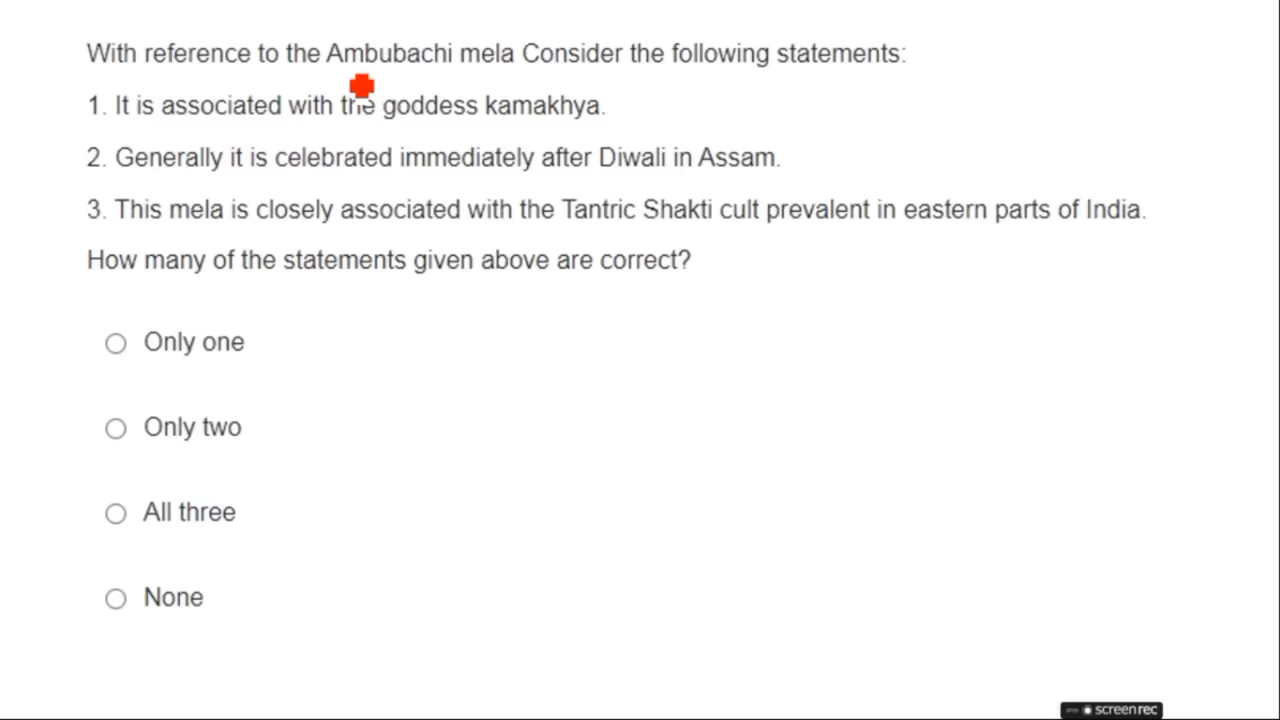 With reference to the Ambubachi mela Consider the following statements:
1. It is associated with the goddess kamakhya.
2. Generally it is celebrated immediately after Diwali in Assam.
3. This mela is closely associated with the Tantric Shakti cult prevalent in eastern parts of India.
How many of the statements given above are correct?
Only one
Only two
All three
None
screenrec